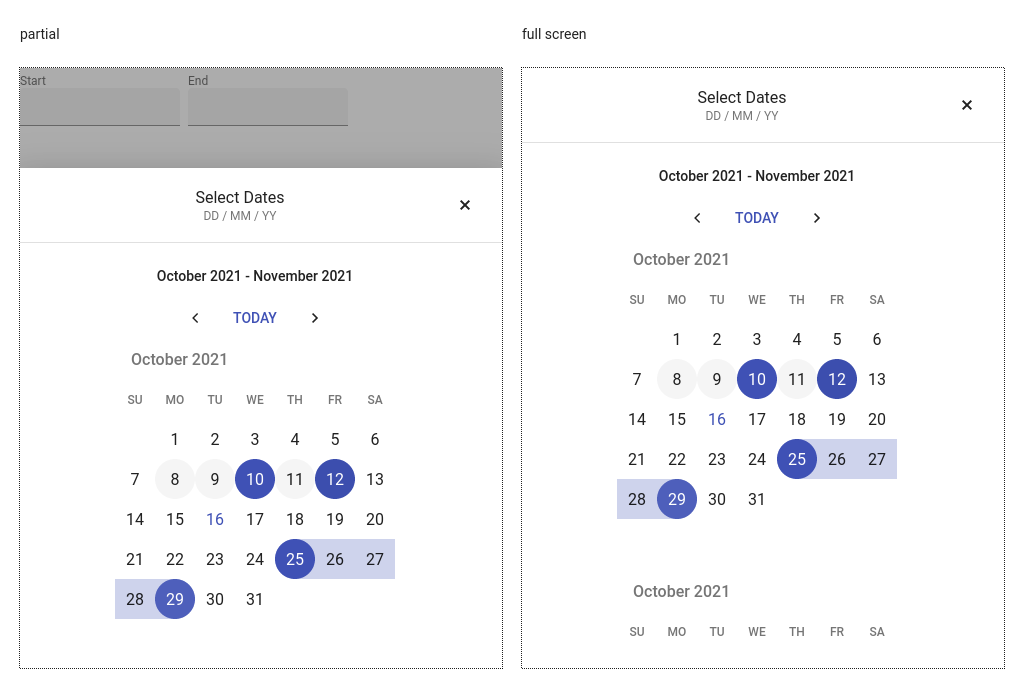 partial
Start End
Select Dates
DD / MM / YY
×
October 2021 - November 2021
TODAY
October 2021
SU MO TU WE TH FR SA
1 2 3 4 5 6
7 8 9 10 11 12 13
14 15 16 17 18 19 20
21 22 23 24 25 26 27
28 29 30 31
full screen
Select Dates
DD / MM / YY
×
October 2021 - November 2021
TODAY
October 2021
SU MO TU WE TH FR SA
1 2 3 4 5 6
7 8 9 10 11 12 13
14 15 16 17 18 19 20
21 22 23 24 25 26 27
28 29 30 31
October 2021
SU MO TU WE TH FR SA